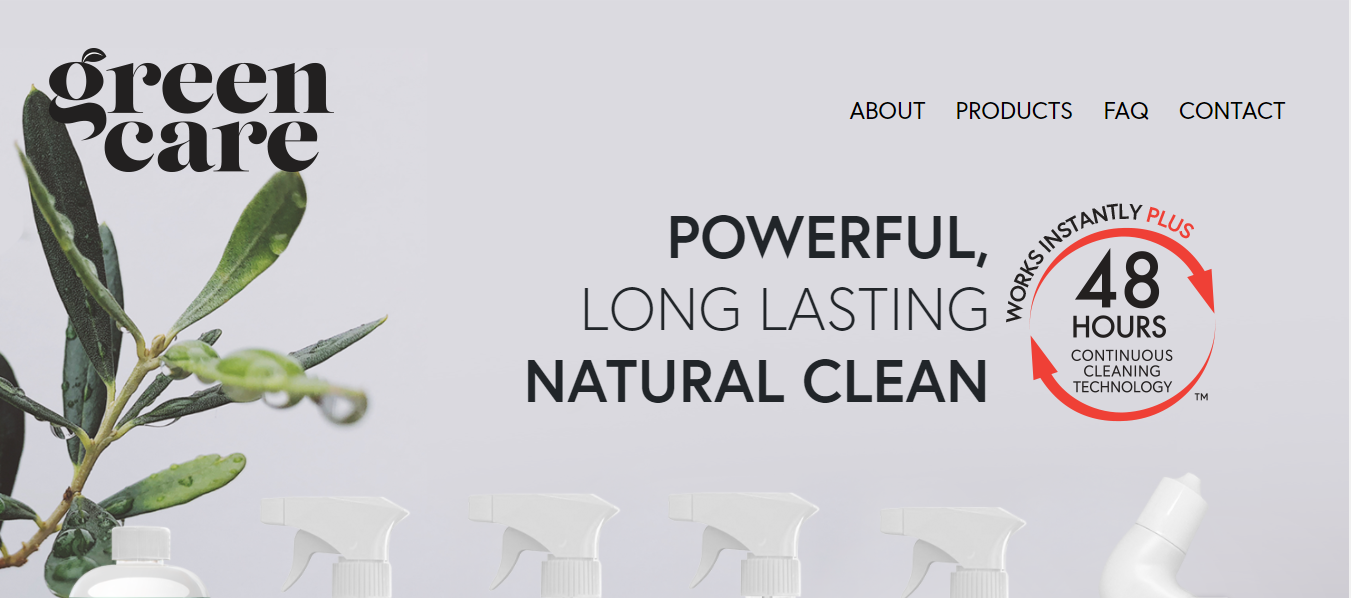 green
care
ABOUT PRODUCTS FAQ CONTACT
POWERFUL,
LONG LASTING
NATURAL CLEAN
WORKS INSTANTLY PLUS
48
HOURS
CONTINUOUS
CLEANING
TECHNOLOGY
™